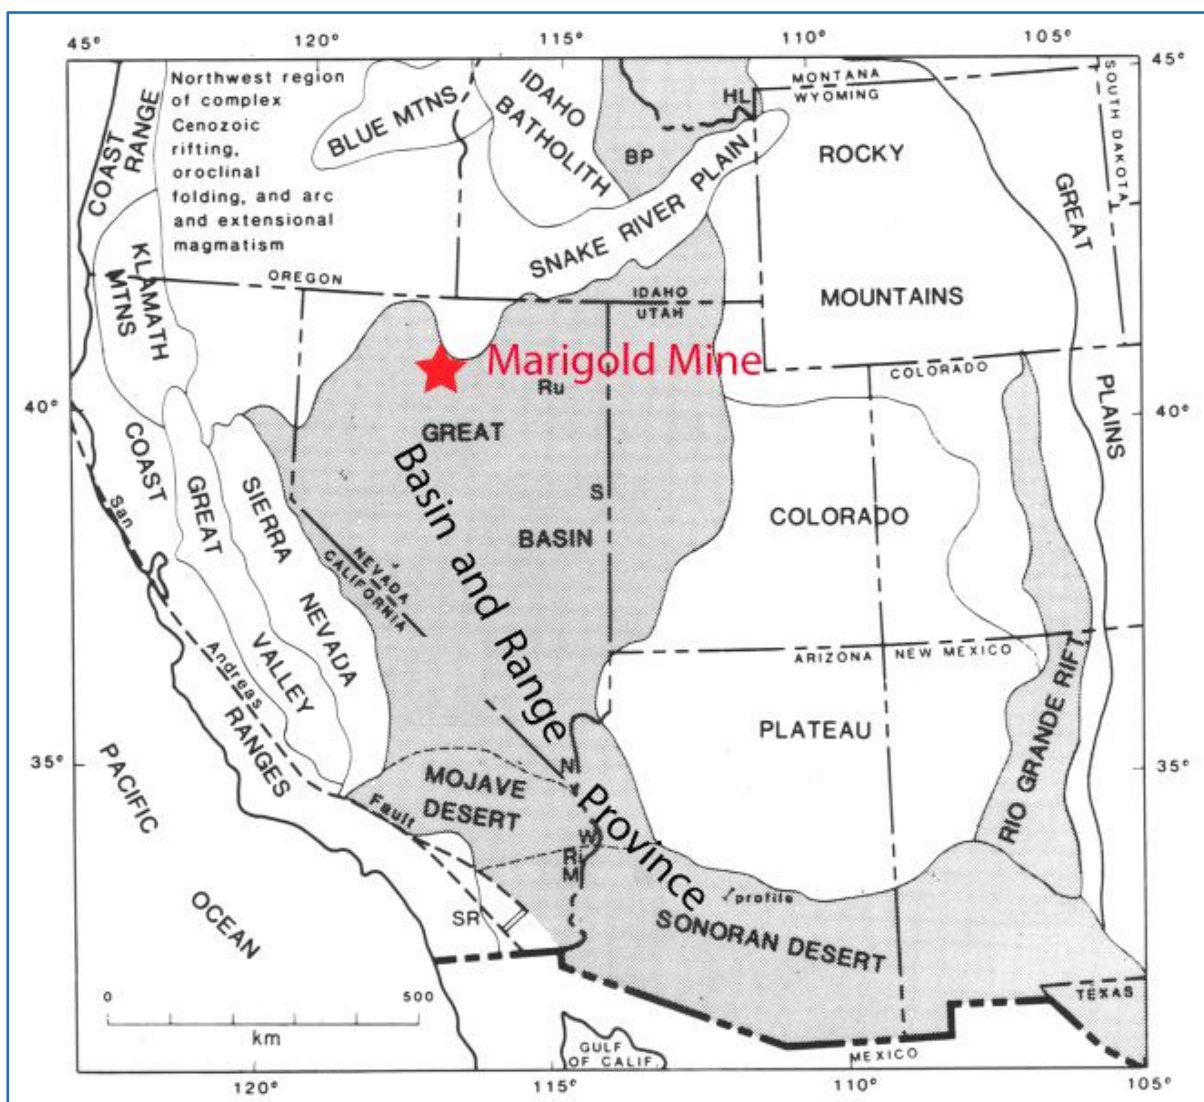 45°
120°
115°
110°
105°
45°
Northwest region
of complex
Cenozoic
rifting,
oroclinal
folding, and arc
and extensional
magmatism
COAST
RANGE
BLUE MTNS
IDAHO
BATHOLITH
HL
MONTANA
WYOMING
SOUTH DAKOTA
BP
ROCKY
MOUNTAINS
GREAT
PLAINS
SNAKE RIVER PLAIN
KLAMATH
MTNS
OREGON
IDAHO
UTAH
Marigold Mine
Ru
COLORADO
40°
40°
GREAT
BASIN
Basin and Range
Province
COAST
RANGES
GREAT
VALLEY
SIERRA
NEVADA
S
COLORADO
PLATEAU
NEVADA
CALIFORNIA
San
Andreas
Fault
ARIZONA
NEW MEXICO
RIO GRANDE RIFT
35°
35°
PACIFIC
OCEAN
MOJAVE
DESERT
N
W
R
M
profile
SR
SONORAN DESERT
TEXAS
0
500
km
GULF
OF CALIF.
MEXICO
120°
115°
110°
105°